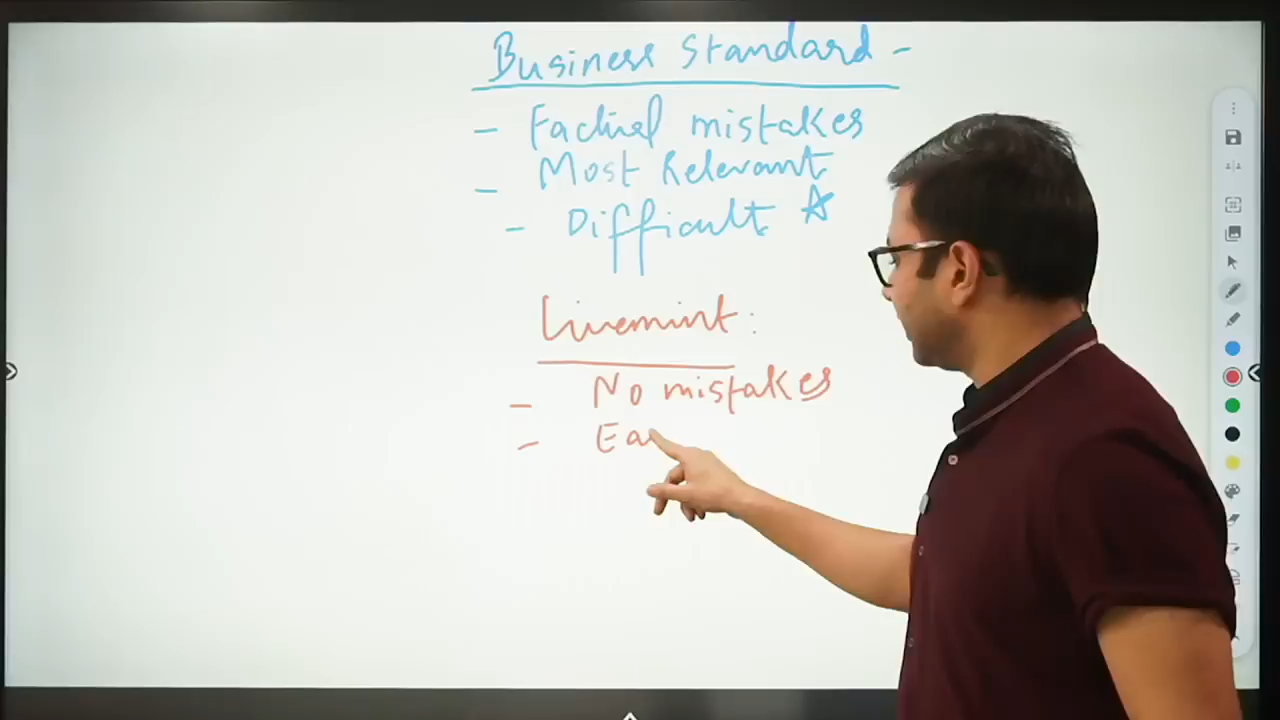 Business Standard -
- Factual mistakes
- Most Relevant
- Difficult ☆
Livemint:
- No mistakes
- Ea